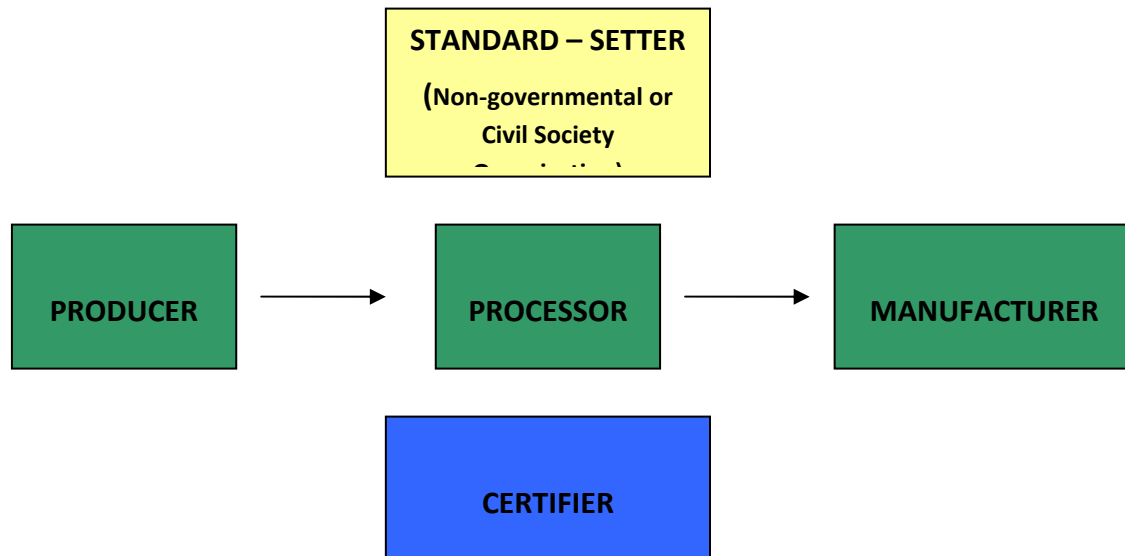 STANDARD – SETTER
(Non-governmental or
Civil Society
PRODUCER
PROCESSOR
MANUFACTURER
CERTIFIER